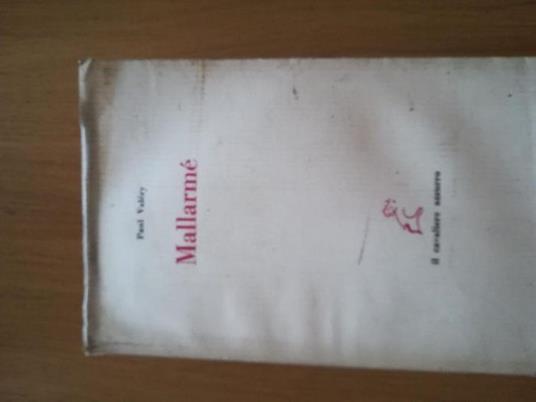 Paul Valéry
Mallarmé
il cavaliere azzurro